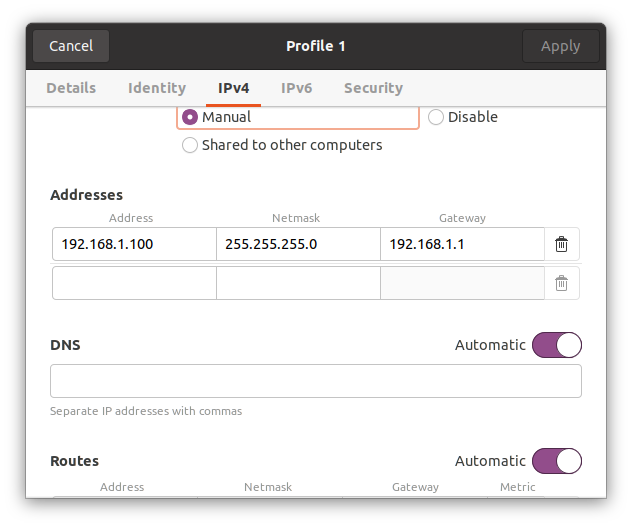 Cancel Profile 1 Apply
Details Identity IPv4 IPv6 Security
Manual Disable
Shared to other computers
Addresses
Address Netmask Gateway
192.168.1.100 255.255.255.0 192.168.1.1
DNS Automatic
Separate IP addresses with commas
Routes Automatic
Address Netmask Gateway Metric